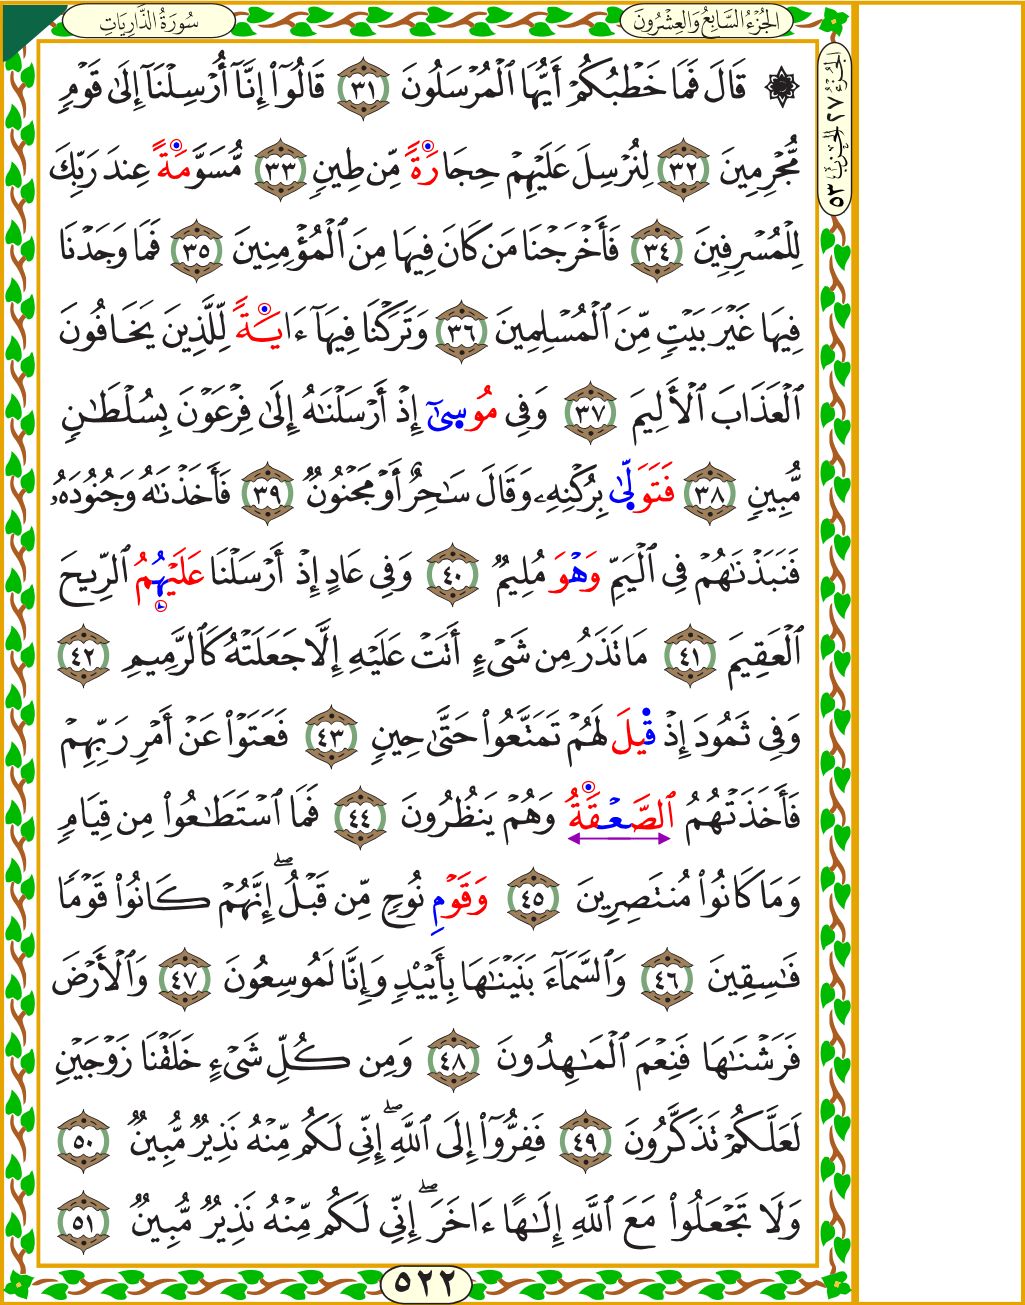 الجُزْءُ السَّابِعُ وَالعِشْرُونَ
سُورَةُ الذَّارِيَاتِ
الجزء ٢٧ الحزب ٥٣
۞ قَالَ فَمَا خَطْبُكُمْ أَيُّهَا ٱلْمُرْسَلُونَ ٣١ قَالُوٓا۟ إِنَّآ أُرْسِلْنَآ إِلَىٰ قَوْمٍ
مُّجْرِمِينَ ٣٢ لِنُرْسِلَ عَلَيْهِمْ حِجَارَةً مِّن طِينٍ ٣٣ مُّسَوَّمَةً عِندَ رَبِّكَ
لِلْمُسْرِفِينَ ٣٤ فَأَخْرَجْنَا مَن كَانَ فِيهَا مِنَ ٱلْمُؤْمِنِينَ ٣٥ فَمَا وَجَدْنَا
فِيهَا غَيْرَ بَيْتٍ مِّنَ ٱلْمُسْلِمِينَ ٣٦ وَتَرَكْنَا فِيهَآ ءَايَةً لِّلَّذِينَ يَخَافُونَ
ٱلْعَذَابَ ٱلْأَلِيمَ ٣٧ وَفِى مُوسَىٰٓ إِذْ أَرْسَلْنَٰهُ إِلَىٰ فِرْعَوْنَ بِسُلْطَٰنٍ
مُّبِينٍ ٣٨ فَتَوَلَّىٰ بِرُكْنِهِۦ وَقَالَ سَٰحِرٌ أَوْ مَجْنُونٌ ٣٩ فَأَخَذْنَٰهُ وَجُنُودَهُۥ
فَنَبَذْنَٰهُمْ فِى ٱلْيَمِّ وَهْوَ مُلِيمٌ ٤٠ وَفِى عَادٍ إِذْ أَرْسَلْنَا عَلَيْهُمُ ٱلرِّيحَ
ٱلْعَقِيمَ ٤١ مَا تَذَرُ مِن شَىْءٍ أَتَتْ عَلَيْهِ إِلَّا جَعَلَتْهُ كَٱلرَّمِيمِ ٤٢
وَفِى ثَمُودَ إِذْ قِيلَ لَهُمْ تَمَتَّعُوا۟ حَتَّىٰ حِينٍ ٤٣ فَعَتَوْا۟ عَنْ أَمْرِ رَبِّهِمْ
فَأَخَذَتْهُمُ ٱلصَّعْقَةُ وَهُمْ يَنظُرُونَ ٤٤ فَمَا ٱسْتَطَٰعُوا۟ مِن قِيَامٍ
وَمَا كَانُوا۟ مُنتَصِرِينَ ٤٥ وَقَوْمِ نُوحٍ مِّن قَبْلُ ۖ إِنَّهُمْ كَانُوا۟ قَوْمًا
فَٰسِقِينَ ٤٦ وَٱلسَّمَآءَ بَنَيْنَٰهَا بِأَيْي۟دٍ وَإِنَّا لَمُوسِعُونَ ٤٧ وَٱلْأَرْضَ
فَرَشْنَٰهَا فَنِعْمَ ٱلْمَٰهِدُونَ ٤٨ وَمِن كُلِّ شَىْءٍ خَلَقْنَا زَوْجَيْنِ
لَعَلَّكُمْ تَذَكَّرُونَ ٤٩ فَفِرُّوٓا۟ إِلَى ٱللَّهِ ۖ إِنِّى لَكُم مِّنْهُ نَذِيرٌ مُّبِينٌ ٥٠
وَلَا تَجْعَلُوا۟ مَعَ ٱللَّهِ إِلَٰهًا ءَاخَرَ ۖ إِنِّى لَكُم مِّنْهُ نَذِيرٌ مُّبِينٌ ٥١
٥٢٢